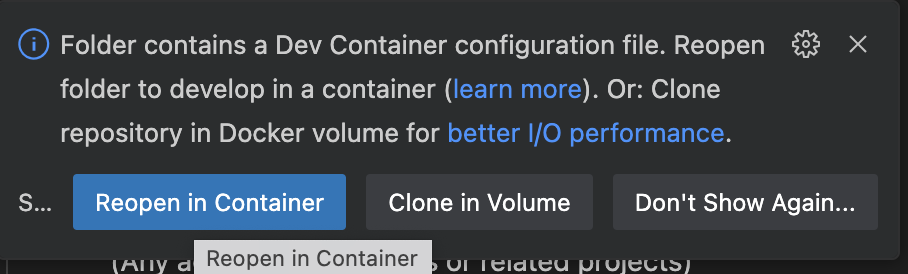 Folder contains a Dev Container configuration file. Reopen
folder to develop in a container (learn more). Or: Clone
repository in Docker volume for better I/O performance.
S... Reopen in Container Clone in Volume Don't Show Again...
Reopen in Container
(Any a s or related projects)